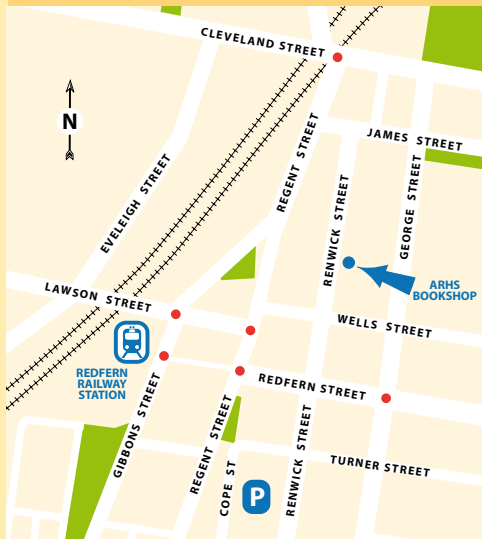 CLEVELAND STREET
N
JAMES STREET
REGENT STREET
EVELEIGH STREET
RENWICK STREET
GEORGE STREET
ARHS
BOOKSHOP
LAWSON STREET
WELLS STREET
REDFERN
RAILWAY
STATION
REDFERN STREET
GIBBONS STREET
REGENT STREET
RENWICK STREET
TURNER STREET
COPE ST
P